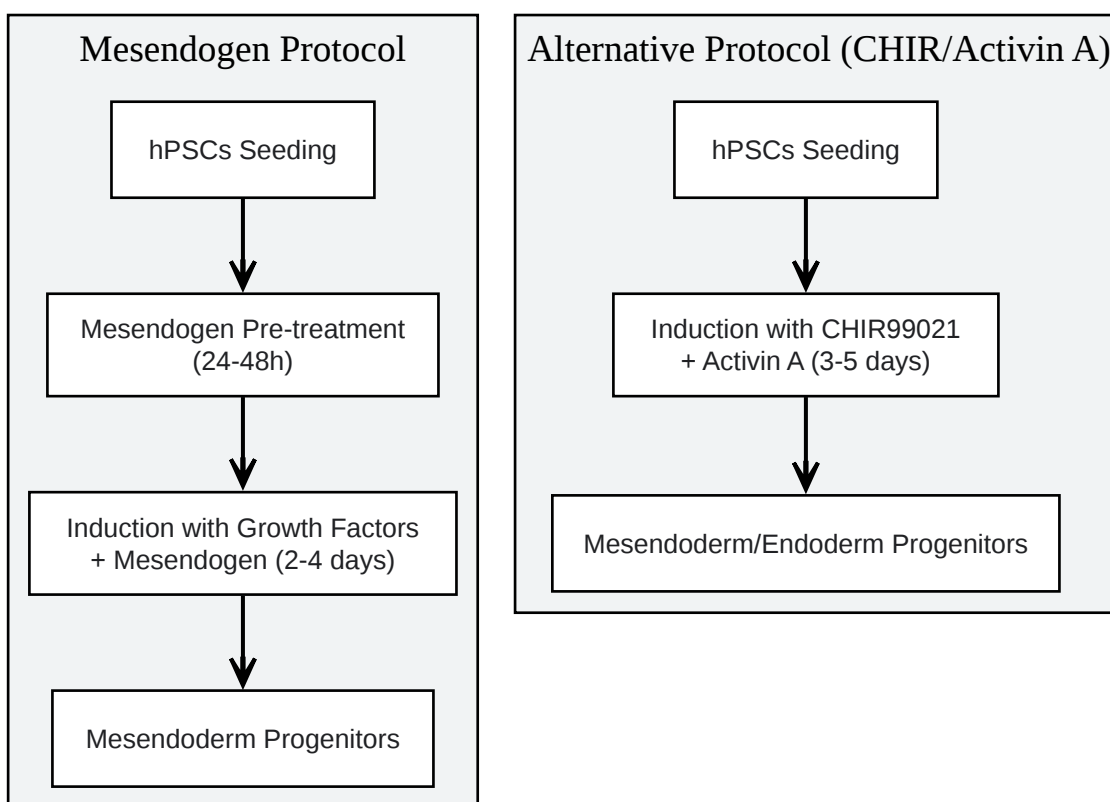 Mesendogen Protocol
hPSCs Seeding
Mesendogen Pre-treatment
(24-48h)
Induction with Growth Factors
+ Mesendogen (2-4 days)
Mesendoderm Progenitors
Alternative Protocol (CHIR/Activin A)
hPSCs Seeding
Induction with CHIR99021
+ Activin A (3-5 days)
Mesendoderm/Endoderm Progenitors